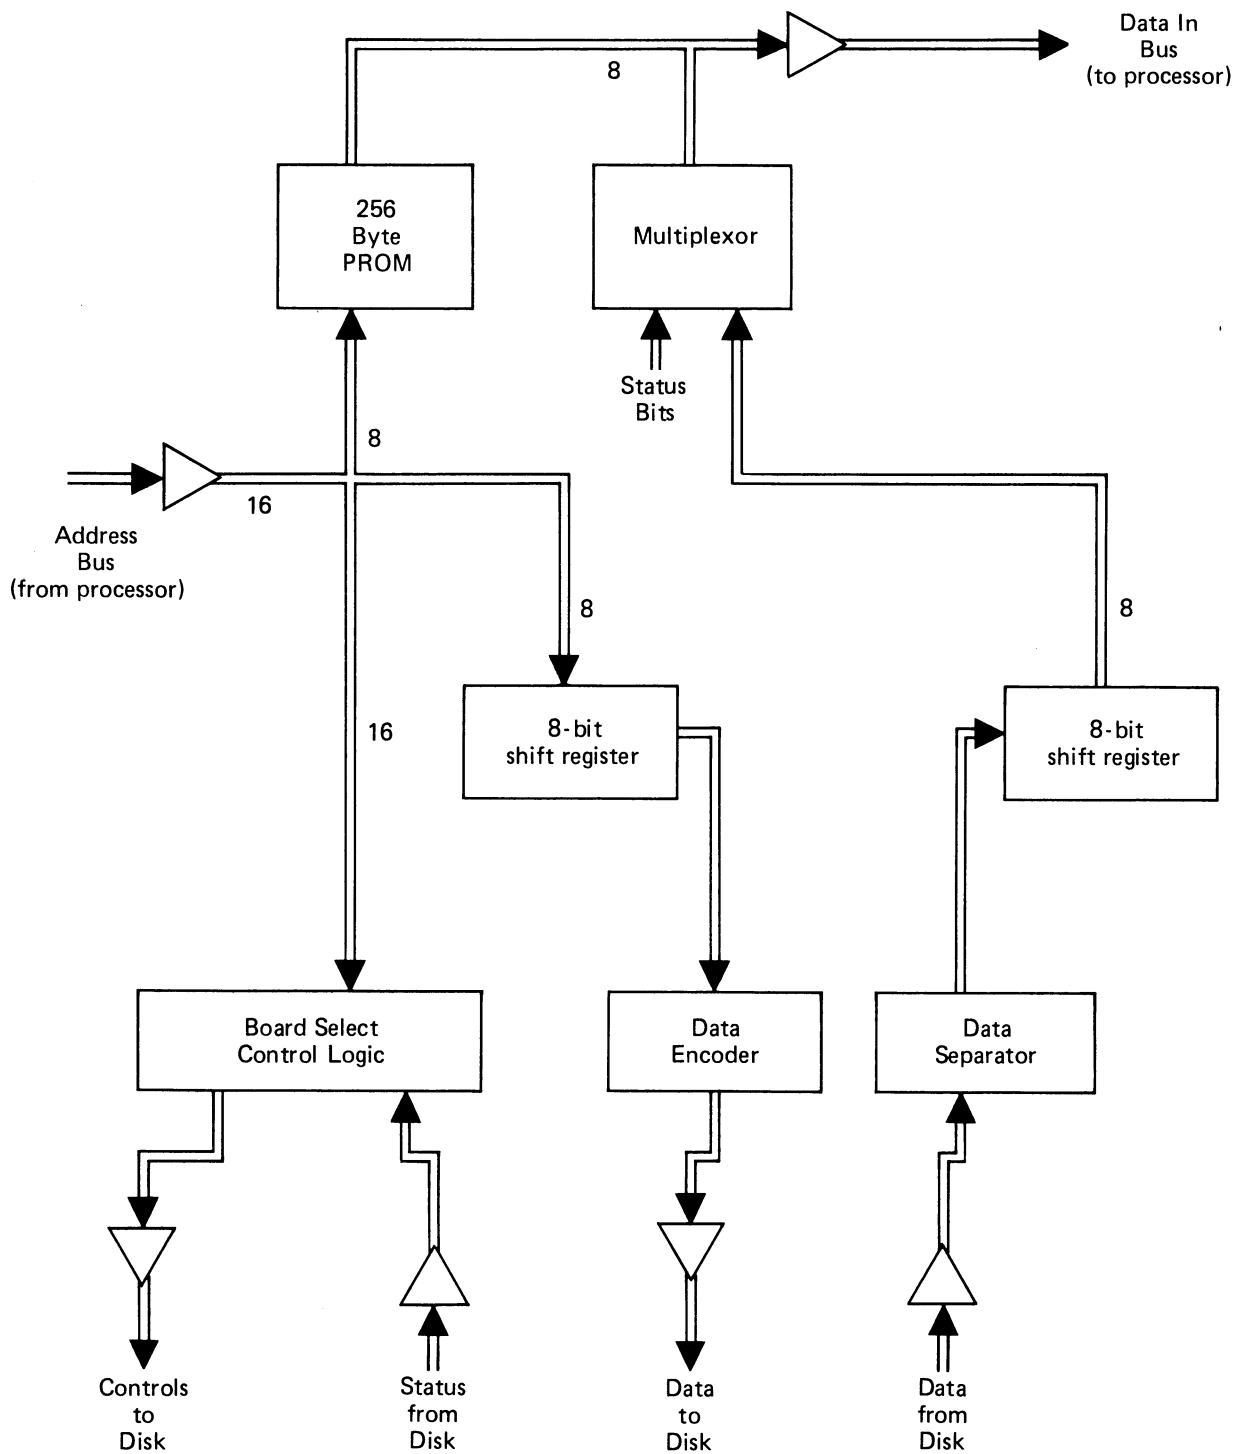 Data In
Bus
(to processor)
8
256
Byte
PROM
Multiplexor
Status
Bits
8
16
Address
Bus
(from processor)
8
8
16
8-bit
shift register
8-bit
shift register
Board Select
Control Logic
Data
Encoder
Data
Separator
Controls
to
Disk
Status
from
Disk
Data
to
Disk
Data
from
Disk